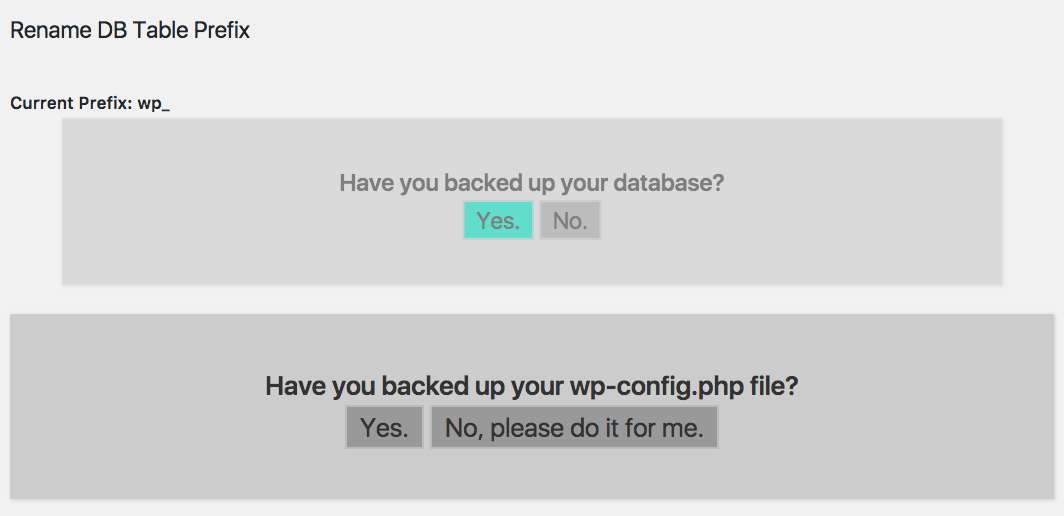 Rename DB Table Prefix
Current Prefix: wp_
Have you backed up your database?
Yes. No.
Have you backed up your wp-config.php file?
Yes. No, please do it for me.